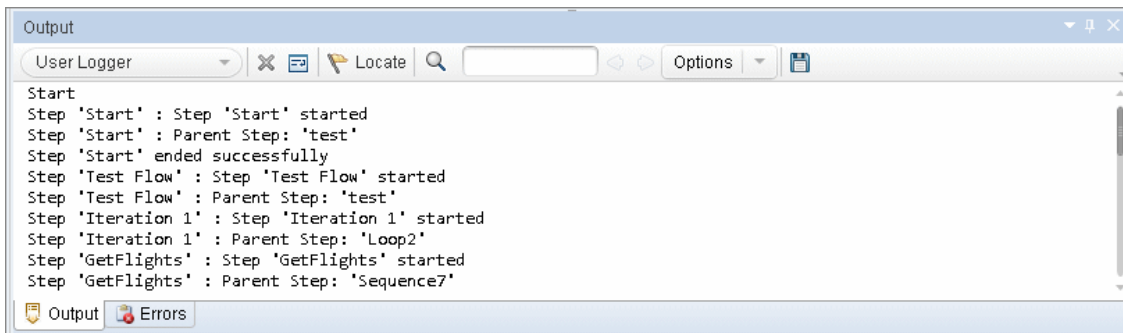 Output
User Logger Locate Options
Start
Step 'Start' : Step 'Start' started
Step 'Start' : Parent Step: 'test'
Step 'Start' ended successfully
Step 'Test Flow' : Step 'Test Flow' started
Step 'Test Flow' : Parent Step: 'test'
Step 'Iteration 1' : Step 'Iteration 1' started
Step 'Iteration 1' : Parent Step: 'Loop2'
Step 'GetFlights' : Step 'GetFlights' started
Step 'GetFlights' : Parent Step: 'Sequence7'
Output Errors